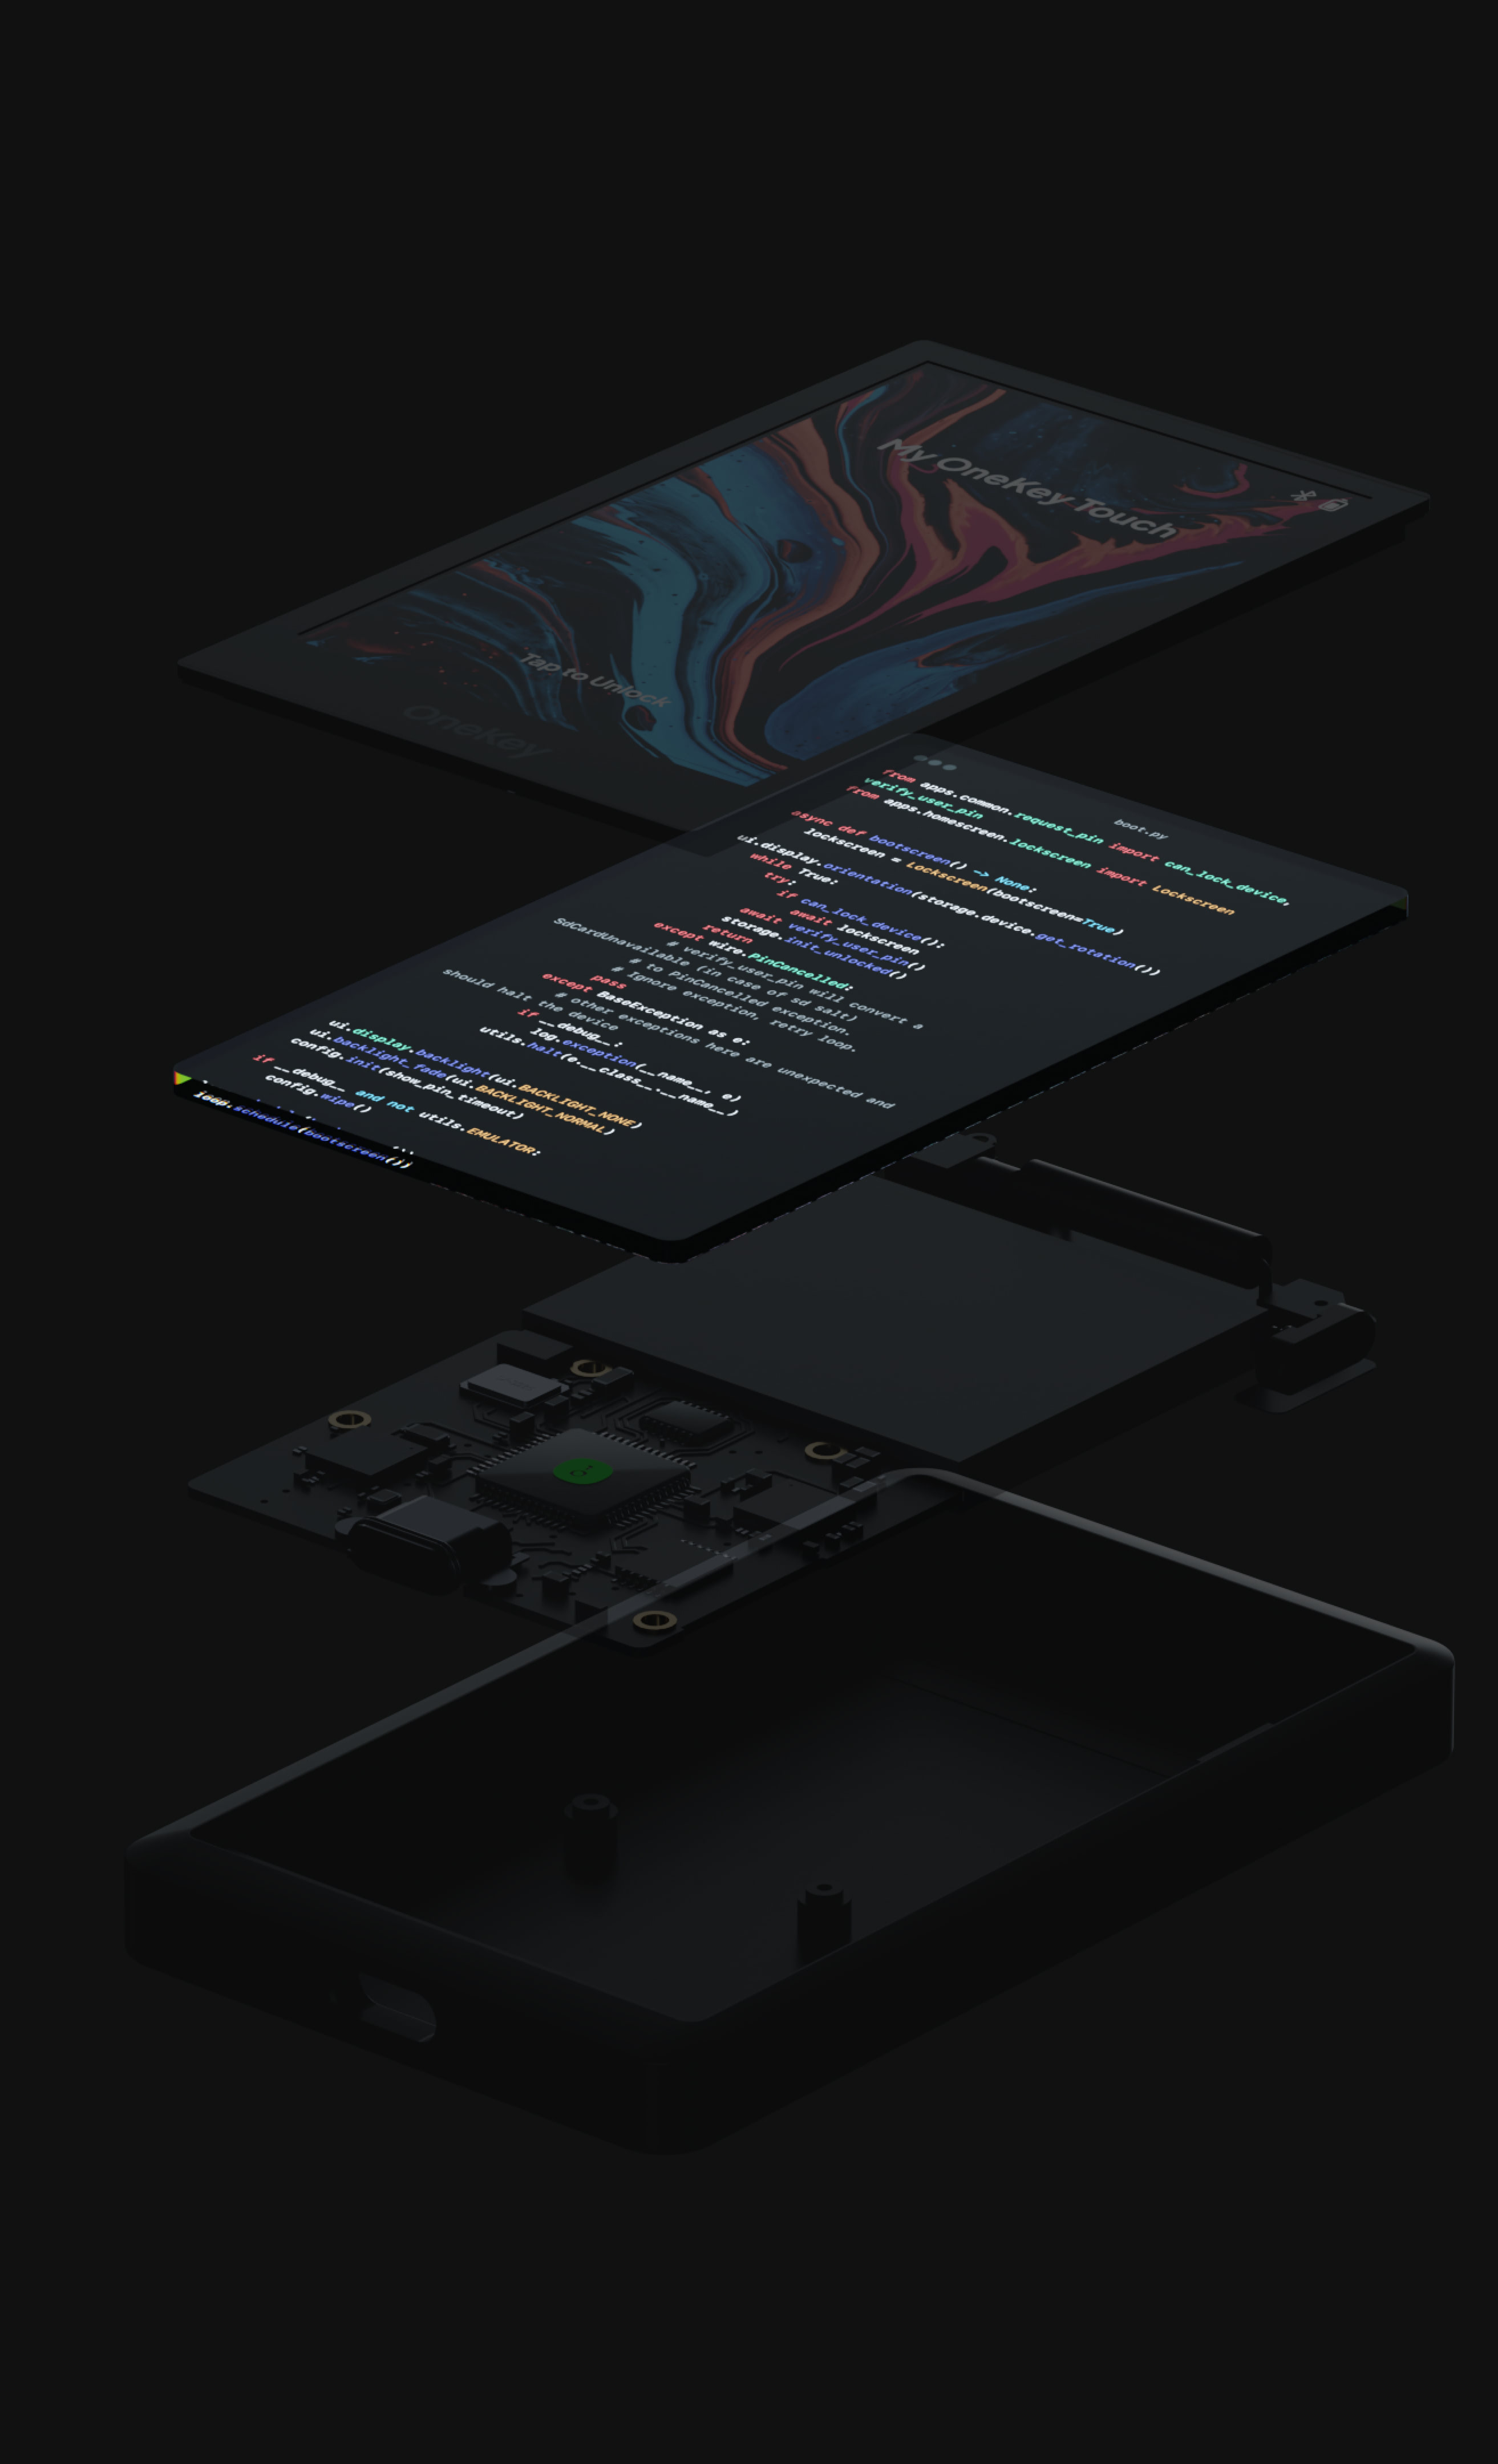 My OneKey Touch
Tap to Unlock
OneKey
boot.py
from apps.common.request_pin import can_lock_device,
verify_user_pin
from apps.homescreen.lockscreen import Lockscreen
async def bootscreen() -> None:
lockscreen = Lockscreen(bootscreen=True)
ui.display.orientation(storage.device.get_rotation())
while True:
try:
if can_lock_device():
await lockscreen
await verify_user_pin()
storage.init_unlocked()
return
except wire.PinCancelled:
# verify_user_pin will convert a
SdCardUnavailable (in case of sd salt)
# to PinCancelled exception.
# Ignore exception, retry loop.
pass
except BaseException as e:
# other exceptions here are unexpected and
should halt the device
if __debug__:
log.exception(__name__, e)
utils.halt(e.__class__.__name__)
ui.display.backlight(ui.BACKLIGHT_NONE)
ui.backlight_fade(ui.BACKLIGHT_NORMAL)
config.init(show_pin_timeout)
if __debug__ and not utils.EMULATOR:
config.wipe()
loop.schedule(bootscreen())